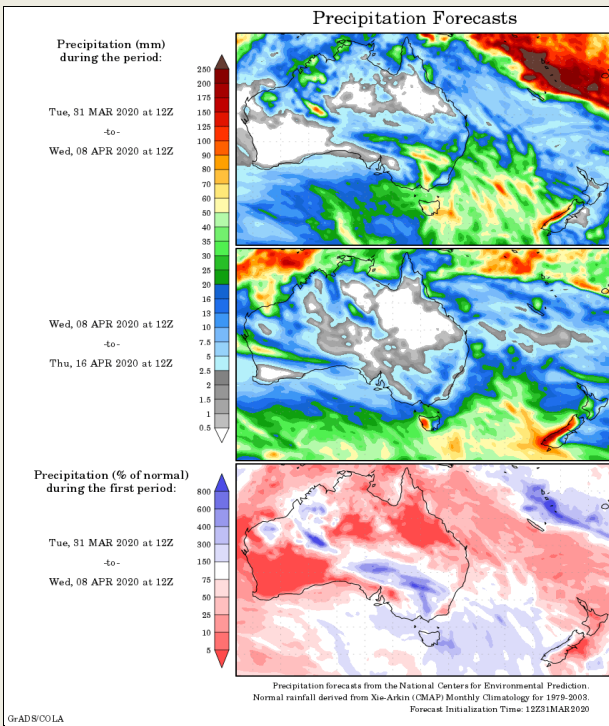 Precipitation Forecasts
Precipitation (mm)
during the period:
Tue, 31 MAR 2020 at 12Z
-to-
Wed, 08 APR 2020 at 12Z
250
200
175
150
125
100
90
80
70
60
50
40
35
30
25
20
16
13
10
7.5
5
2.5
2
1.5
1
0.5
Wed, 08 APR 2020 at 12Z
-to-
Thu, 16 APR 2020 at 12Z
Precipitation (% of normal)
during the first period:
Tue, 31 MAR 2020 at 12Z
-to-
Wed, 08 APR 2020 at 12Z
800
600
400
300
150
75
50
25
10
5
Precipitation forecasts from the National Centers for Environmental Prediction.
Normal rainfall derived from Xie-Arkin (CMAP) Monthly Climatology for 1979-2003.
Forecast Initialization Time: 12Z31MAR2020
GrADS/COLA